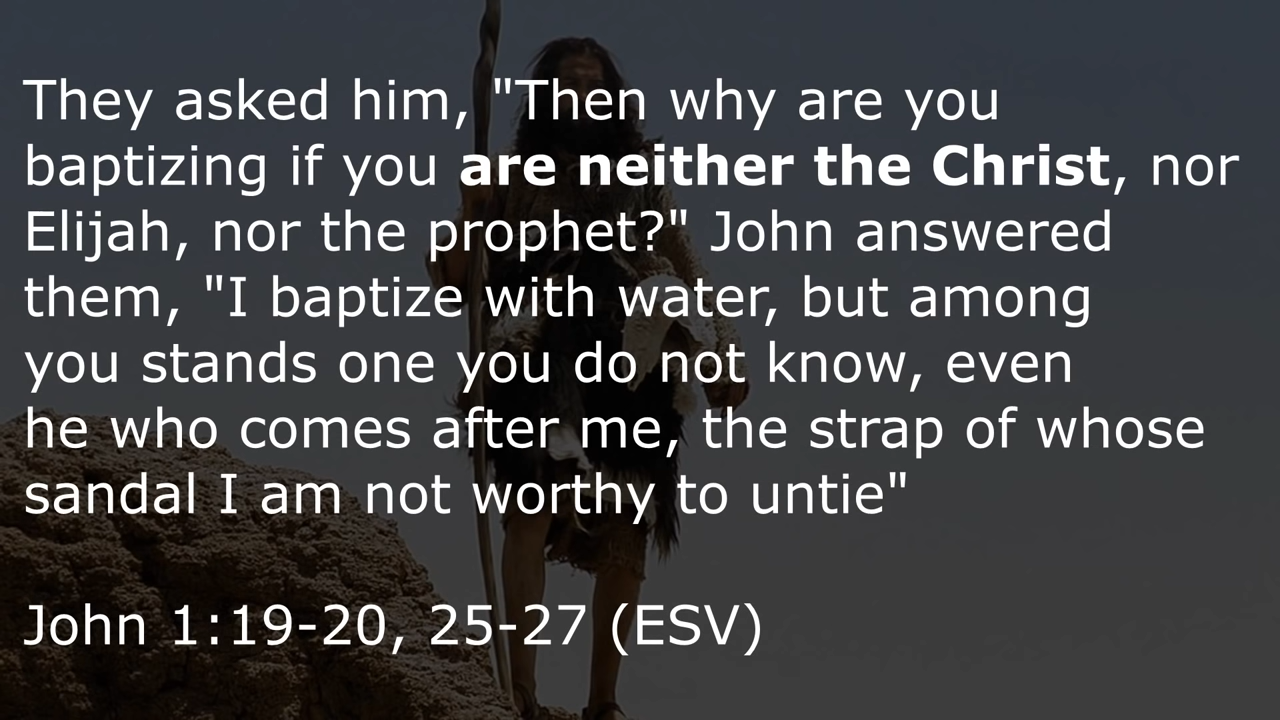 They asked him, "Then why are you
baptizing if you are neither the Christ, nor
Elijah, nor the prophet?" John answered
them, "I baptize with water, but among
you stands one you do not know, even
he who comes after me, the strap of whose
sandal I am not worthy to untie"
John 1:19-20, 25-27 (ESV)